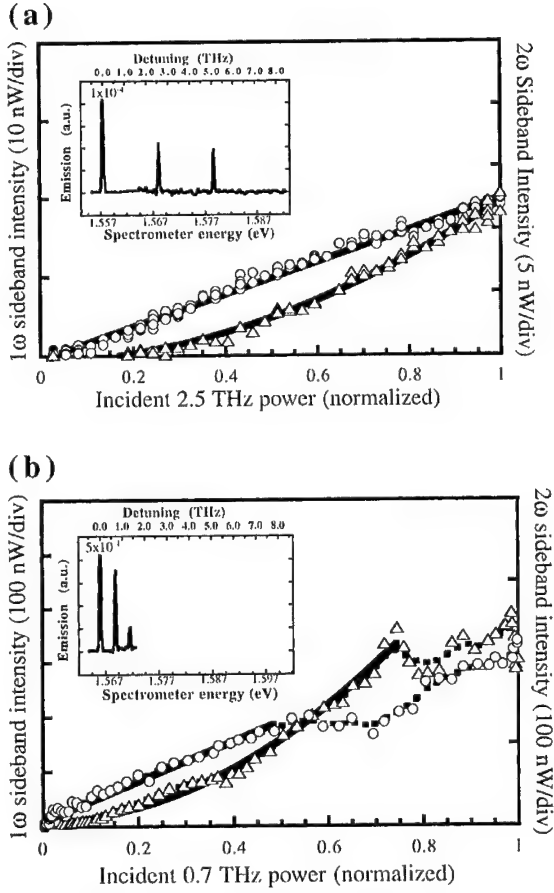 (a)
Detuning (THz)
0.0 1.0 2.0 3.0 4.0 5.0 6.0 7.0 8.0
Emission (a.u.)
1.557 1.567 1.577 1.587
Spectrometer energy (eV)
1ω sideband intensity (10 nW/div)
2ω Sideband Intensity (5 nW/div)
0 0.2 0.4 0.6 0.8 1
Incident 2.5 THz power (normalized)
(b)
Detuning (THz)
0.0 1.0 2.0 3.0 4.0 5.0 6.0 7.0 8.0
Emission (a.u.)
1.567 1.577 1.587 1.597
Spectrometer energy (eV)
1ω sideband intensity (100 nW/div)
2ω sideband intensity (100 nW/div)
0 0.2 0.4 0.6 0.8 1
Incident 0.7 THz power (normalized)